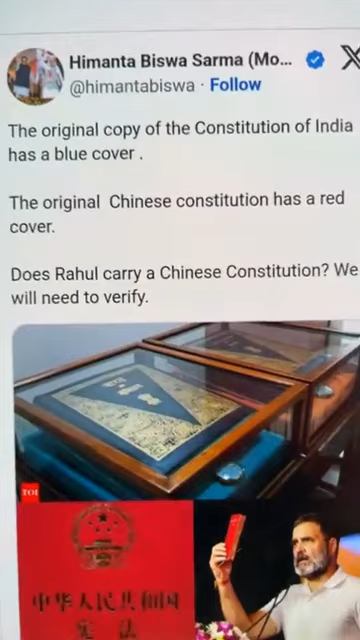 Himanta Biswa Sarma (Mo...
@himantabiswa · Follow
The original copy of the Constitution of India
has a blue cover .
The original  Chinese constitution has a red
cover.
Does Rahul carry a Chinese Constitution? We
will need to verify.
TOI
中华人民共和国
宪法